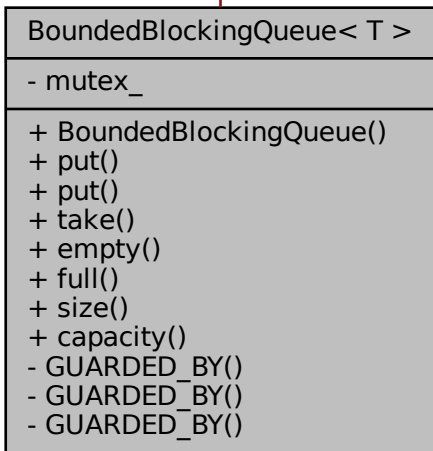 BoundedBlockingQueue< T >
- mutex_
+ BoundedBlockingQueue()
+ put()
+ put()
+ take()
+ empty()
+ full()
+ size()
+ capacity()
- GUARDED_BY()
- GUARDED_BY()
- GUARDED_BY()